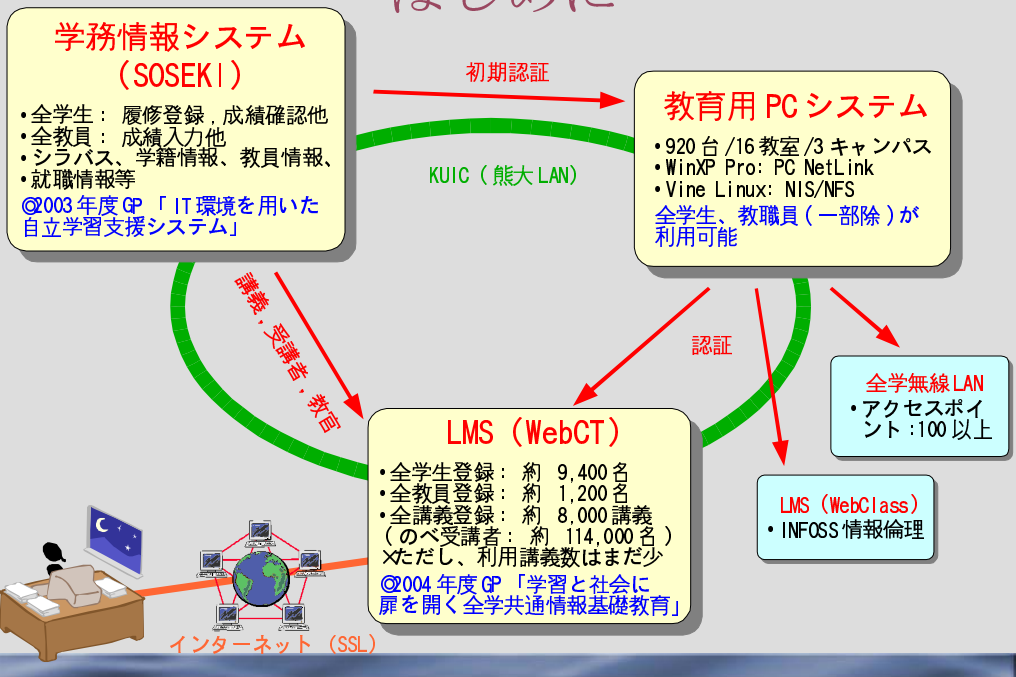 はじめに
学務情報システム
（SOSEKI）
•全学生： 履修登録，成績確認他
•全教員： 成績入力他
•シラバス、学籍情報、教員情報、
•就職情報等
@2003年度GP「IT環境を用いた
自立学習支援システム」
初期認証
教育用PCシステム
•920台/16教室/3キャンパス
•WinXP Pro: PC NetLink
•Vine Linux: NIS/NFS
全学生、教職員(一部除)が
利用可能
KUIC（熊大LAN）
講義，受講者，教官
認証
全学無線LAN
•アクセスポイ
ント:100以上
LMS（WebCT）
•全学生登録： 約 9,400名
•全教員登録： 約 1,200名
•全講義登録： 約 8,000講義
(のべ受講者： 約 114,000名)
×ただし、利用講義数はまだ少
@2004年度GP「学習と社会に
扉を開く全学共通情報基礎教育」
LMS（WebClass）
•INFOSS情報倫理
インターネット（SSL）